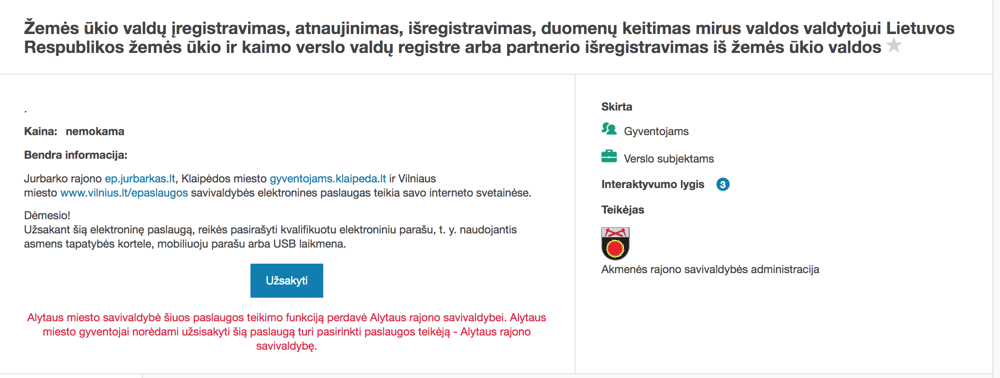 Žemės ūkio valdų įregistravimas, atnaujinimas, išregistravimas, duomenų keitimas mirus valdos valdytojui Lietuvos
Respublikos žemės ūkio ir kaimo verslo valdų registre arba partnerio išregistravimas iš žemės ūkio valdos
.
Kaina: nemokama
Bendra informacija:
Jurbarko rajono ep.jurbarkas.lt, Klaipėdos miesto gyventojams.klaipeda.lt ir Vilniaus
miesto www.vilnius.lt/epaslaugos savivaldybės elektronines paslaugas teikia savo interneto svetainėse.
Dėmesio!
Užsakant šią elektroninę paslaugą, reikės pasirašyti kvalifikuotu elektroniniu parašu, t. y. naudojantis
asmens tapatybės kortele, mobiliuoju parašu arba USB laikmena.
Užsakyti
Alytaus miesto savivaldybė šiuos paslaugos teikimo funkciją perdavė Alytaus rajono savivaldybei. Alytaus
miesto gyventojai norėdami užsisakyti šią paslaugą turi pasirinkti paslaugos teikėją - Alytaus rajono
savivaldybę.
Skirta
Gyventojams
Verslo subjektams
Interaktyvumo lygis 3
Teikėjas
Akmenės rajono savivaldybės administracija